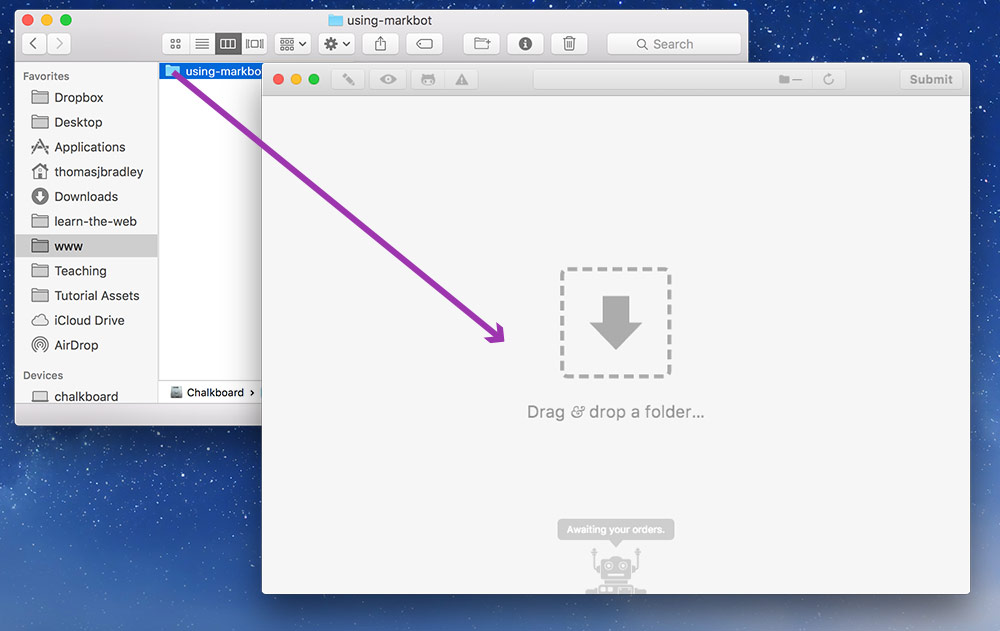 using-markbot
Search
Favorites
Dropbox
Desktop
Applications
thomasjbradley
Downloads
learn-the-web
www
Teaching
Tutorial Assets
iCloud Drive
AirDrop
Devices
chalkboard
using-markbo
Chalkboard ›
Submit
Drag & drop a folder...
Awaiting your orders.